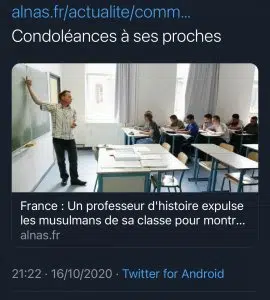 alnas.fr/actualite/comm...
Condoléances à ses proches
France : Un professeur d'histoire expulse
les musulmans de sa classe pour montr...
alnas.fr
21:22 · 16/10/2020 · Twitter for Android